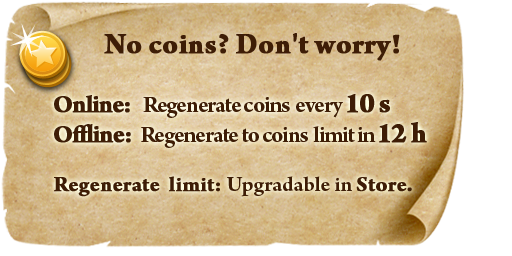 No coins? Don't worry!
Online: Regenerate coins every 10 s
Offline: Regenerate to coins limit in 12 h
Regenerate limit: Upgradable in Store.